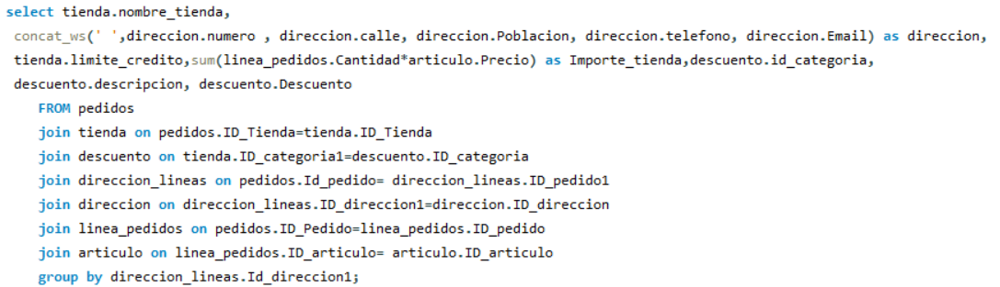 select tienda.nombre_tienda,
concat_ws(' ',direccion.numero , direccion.calle, direccion.Poblacion, direccion.telefono, direccion.Email) as direccion,
tienda.limite_credito,sum(linea_pedidos.Cantidad*articulo.Precio) as Importe_tienda,descuento.id_categoria,
descuento.descripcion, descuento.Descuento
FROM pedidos
join tienda on pedidos.ID_Tienda=tienda.ID_Tienda
join descuento on tienda.ID_categoria1=descuento.ID_categoria
join direccion_lineas on pedidos.Id_pedido= direccion_lineas.ID_pedido1
join direccion on direccion_lineas.ID_direccion1=direccion.ID_direccion
join linea_pedidos on pedidos.ID_Pedido=linea_pedidos.ID_pedido
join articulo on linea_pedidos.ID_articulo= articulo.ID_articulo
group by direccion_lineas.Id_direccion1;